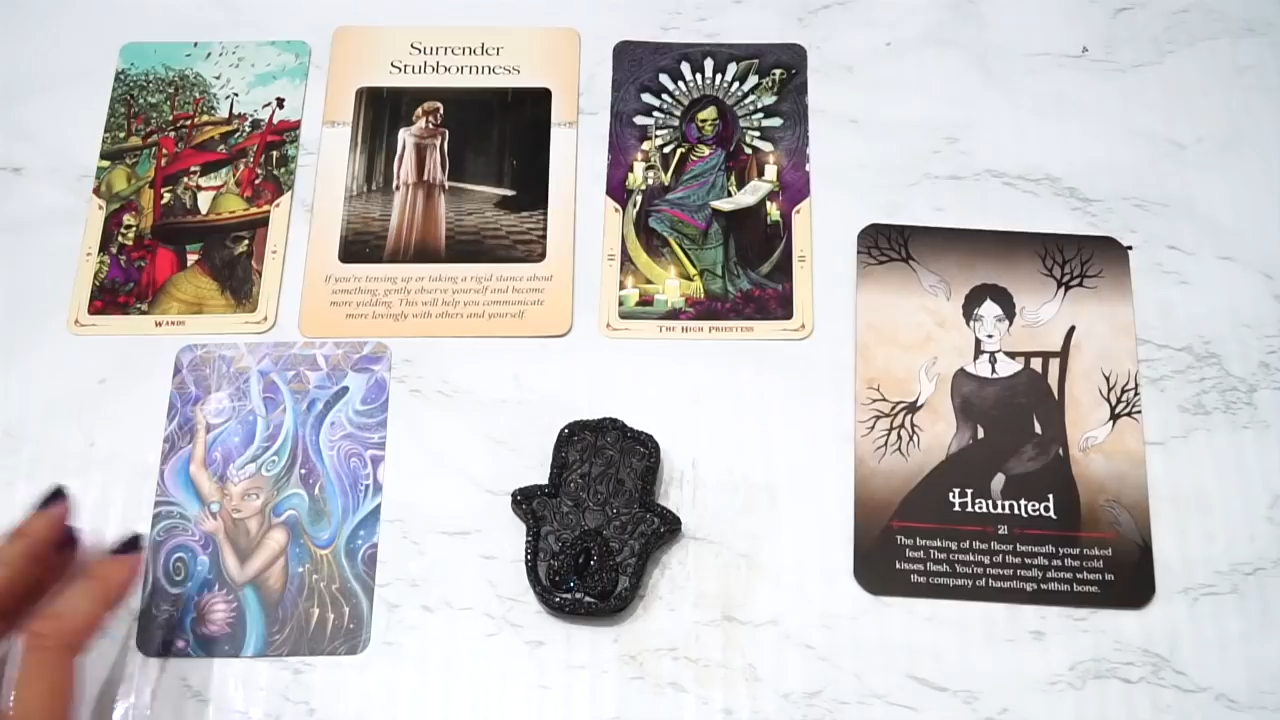 Surrender
Stubbornness
If you're tensing up or taking a rigid stance about
something, gently observe yourself and become
more yielding. This will help you communicate
more lovingly with others and yourself.
Wands
II
II
The High Priestess
Haunted
21
The breaking of the floor beneath your naked
feet. The creaking of the walls as the cold
kisses flesh. You're never really alone when in
the company of hauntings within bone.